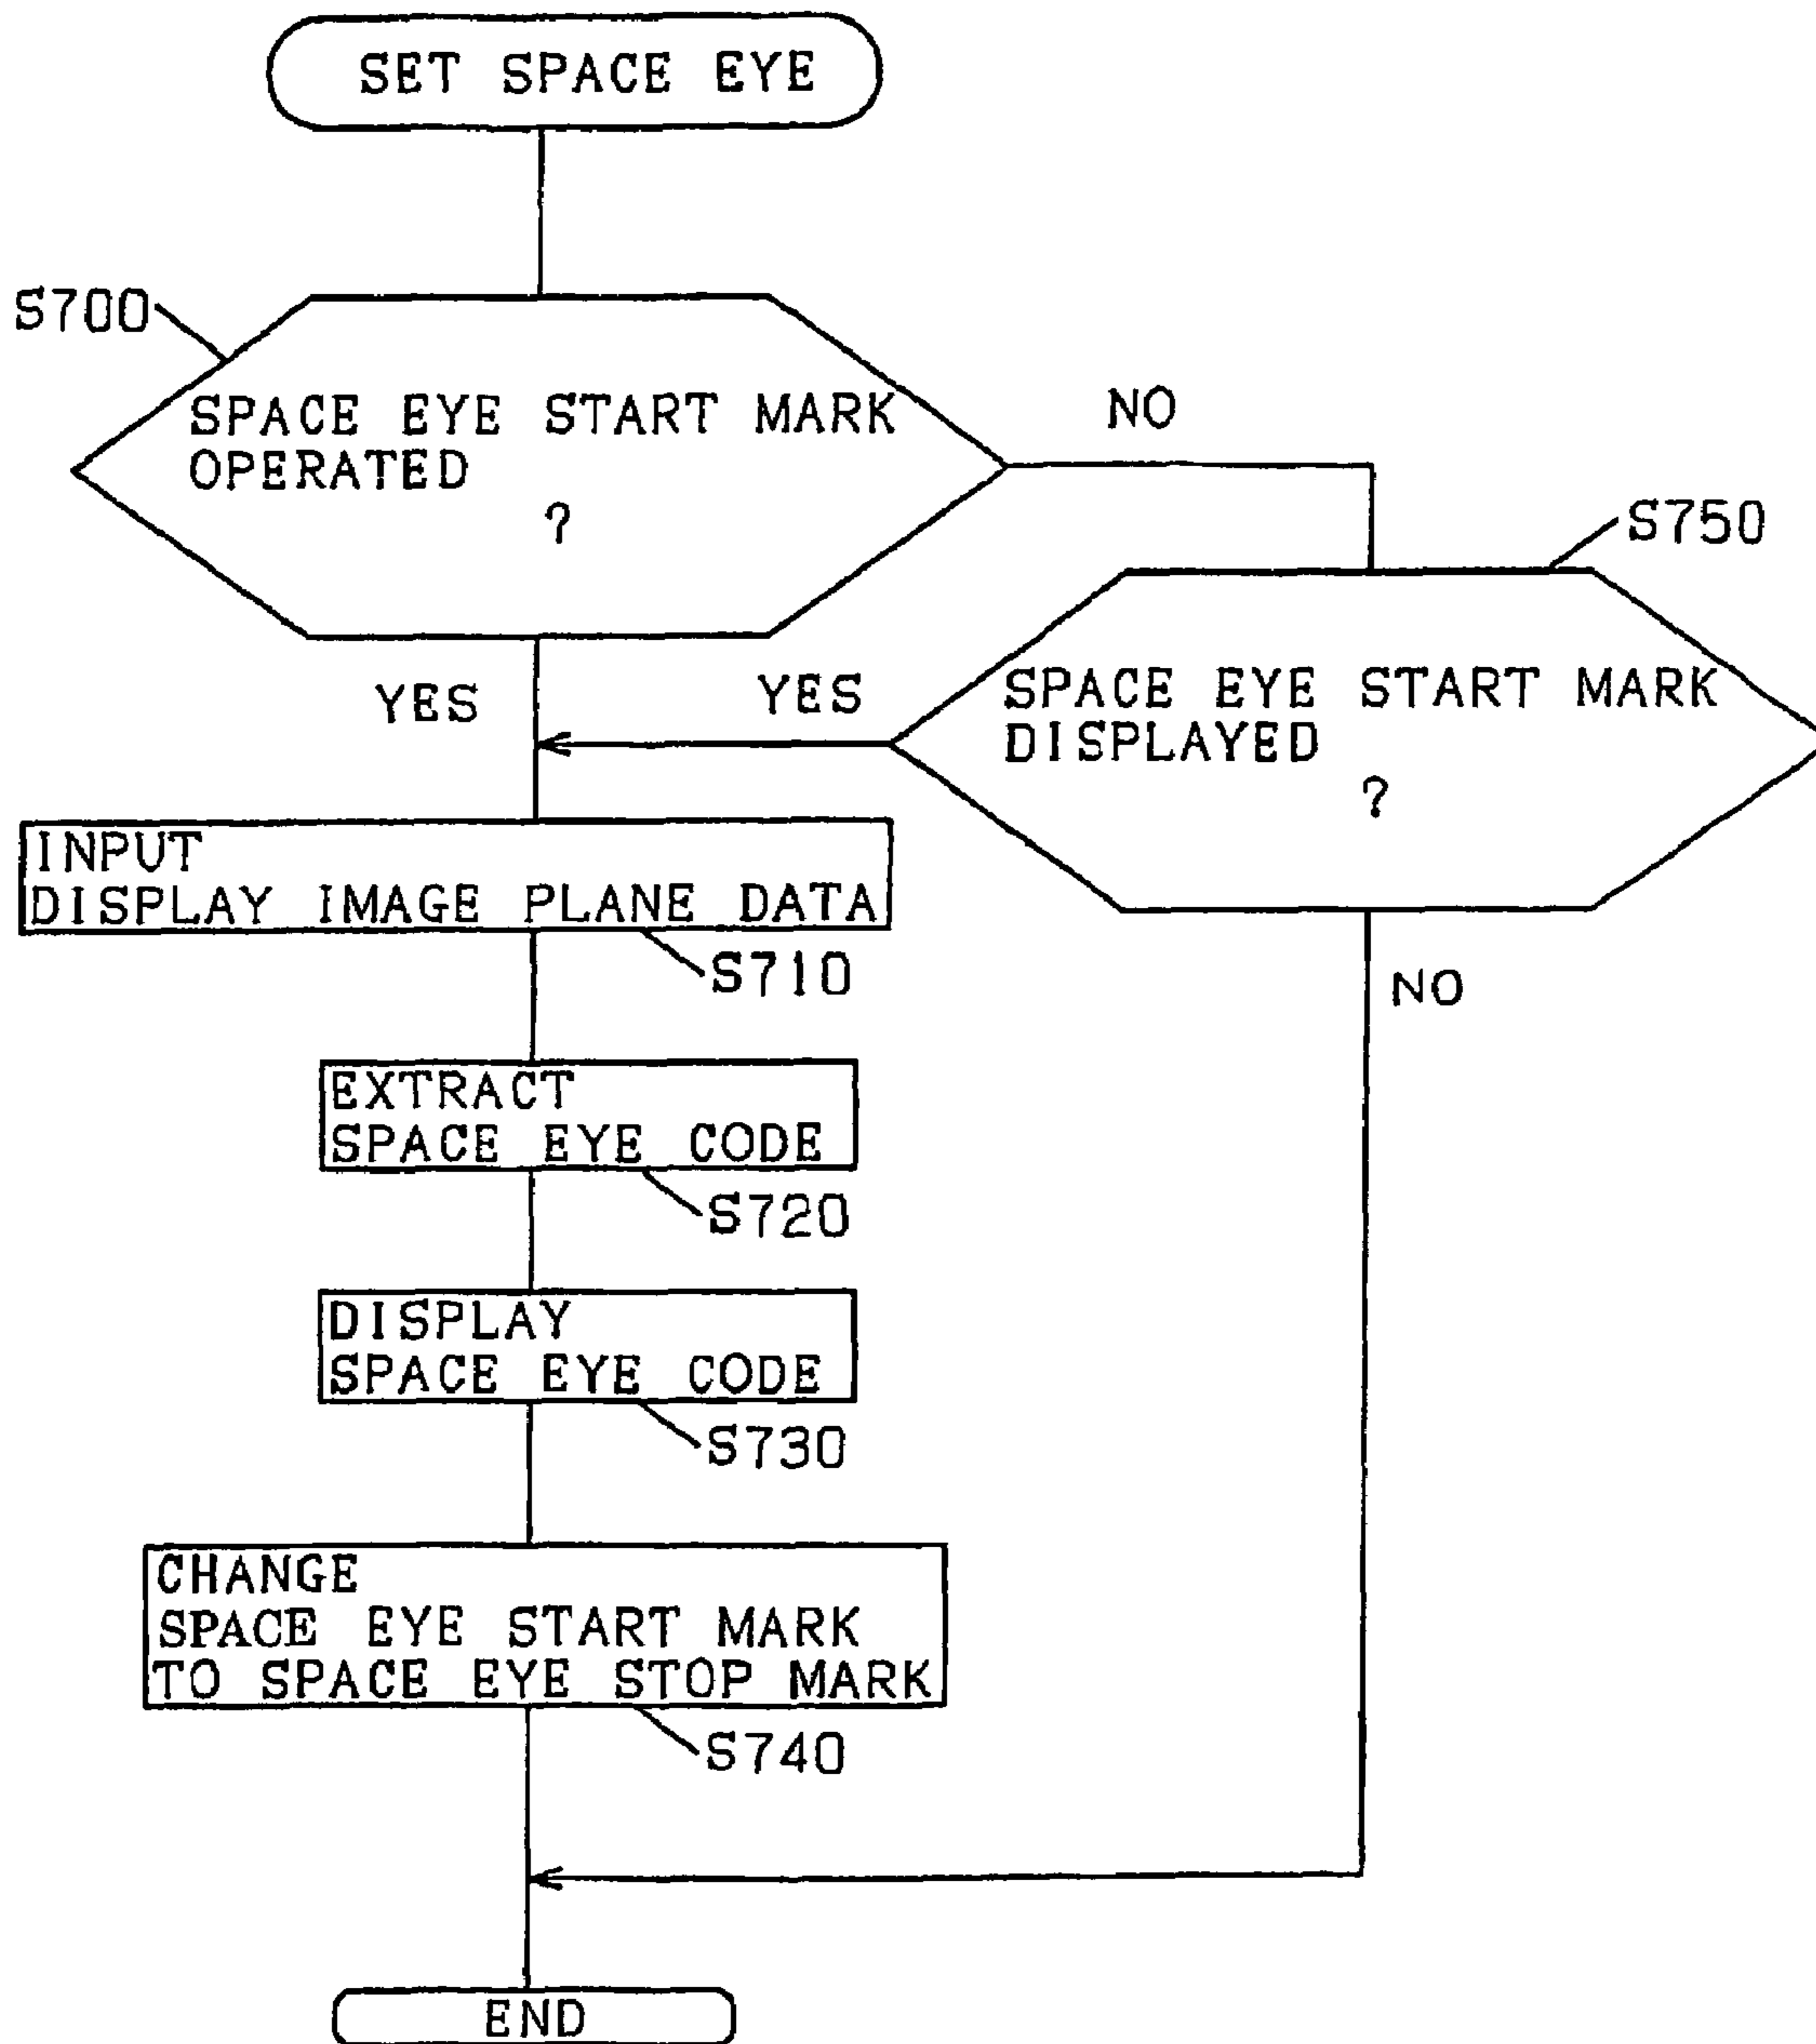 SET SPACE EYE
S700
SPACE EYE START MARK
OPERATED
?
NO
S750
SPACE EYE START MARK
DISPLAYED
?
YES
YES
NO
INPUT
DISPLAY IMAGE PLANE DATA
S710
EXTRACT
SPACE EYE CODE
S720
DISPLAY
SPACE EYE CODE
S730
CHANGE
SPACE EYE START MARK
TO SPACE EYE STOP MARK
S740
END